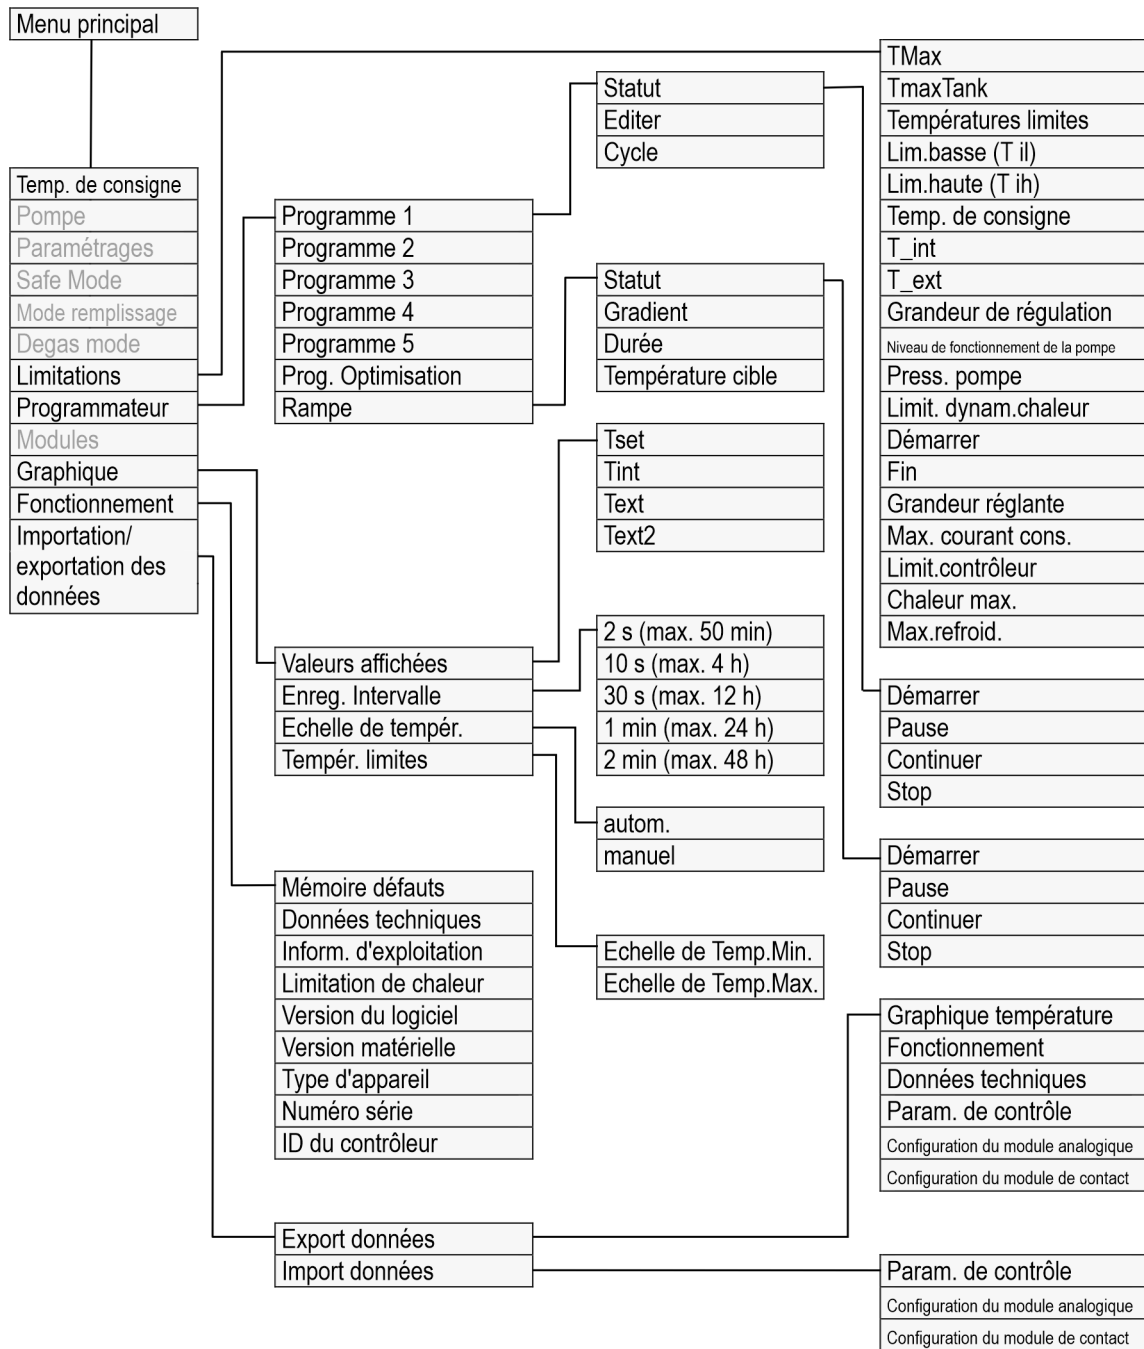 Menu principal
Temp. de consigne
Pompe
Paramétrages
Safe Mode
Mode remplissage
Degas mode
Limitations
Programmateur
Modules
Graphique
Fonctionnement
Importation/
exportation des
données
Programme 1
Programme 2
Programme 3
Programme 4
Programme 5
Prog. Optimisation
Rampe
Valeurs affichées
Enreg. Intervalle
Echelle de tempér.
Tempér. limites
Mémoire défauts
Données techniques
Inform. d'exploitation
Limitation de chaleur
Version du logiciel
Version matérielle
Type d'appareil
Numéro série
ID du contrôleur
Export données
Import données
Statut
Editer
Cycle
Statut
Gradient
Durée
Température cible
Tset
Tint
Text
Text2
2 s (max. 50 min)
10 s (max. 4 h)
30 s (max. 12 h)
1 min (max. 24 h)
2 min (max. 48 h)
autom.
manuel
Echelle de Temp.Min.
Echelle de Temp.Max.
TMax
TmaxTank
Températures limites
Lim.basse (T il)
Lim.haute (T ih)
Temp. de consigne
T_int
T_ext
Grandeur de régulation
Niveau de fonctionnement de la pompe
Press. pompe
Limit. dynam.chaleur
Démarrer
Fin
Grandeur réglante
Max. courant cons.
Limit.contrôleur
Chaleur max.
Max.refroid.
Démarrer
Pause
Continuer
Stop
Démarrer
Pause
Continuer
Stop
Graphique température
Fonctionnement
Données techniques
Param. de contrôle
Configuration du module analogique
Configuration du module de contact
Param. de contrôle
Configuration du module analogique
Configuration du module de contact